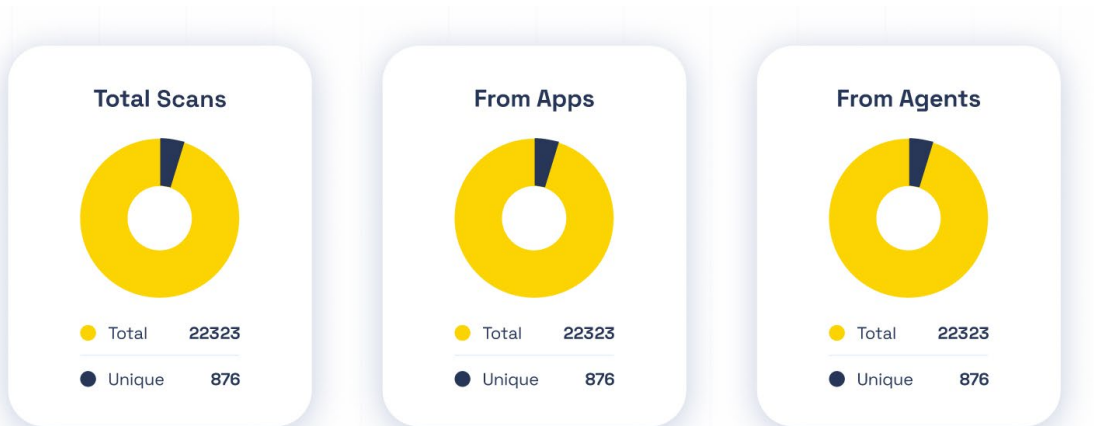 Total Scans
Total 22323
Unique 876
From Apps
Total 22323
Unique 876
From Agents
Total 22323
Unique 876